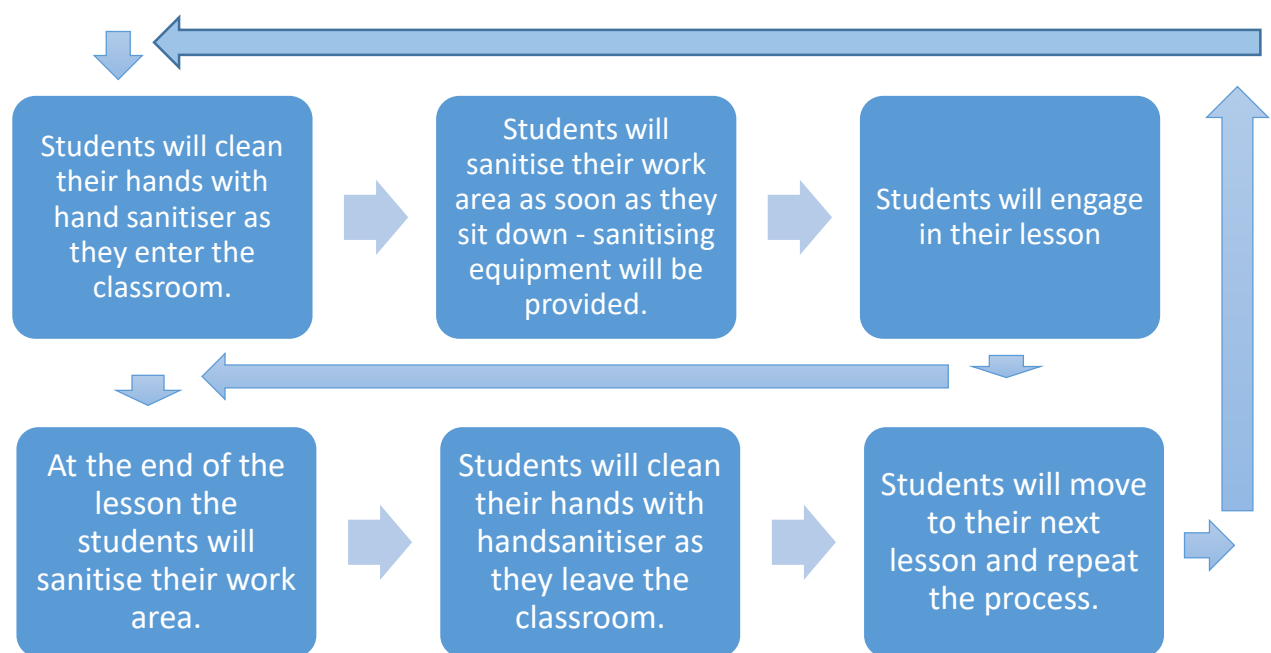 Students will clean
their hands with
hand sanitiser as
they enter the
classroom.
Students will
sanitise their work
area as soon as they
sit down - sanitising
equipment will be
provided.
Students will engage
in their lesson
At the end of the
lesson the
students will
sanitise their work
area.
Students will clean
their hands with
handsanitiser as
they leave the
classroom.
Students will move
to their next
lesson and repeat
the process.